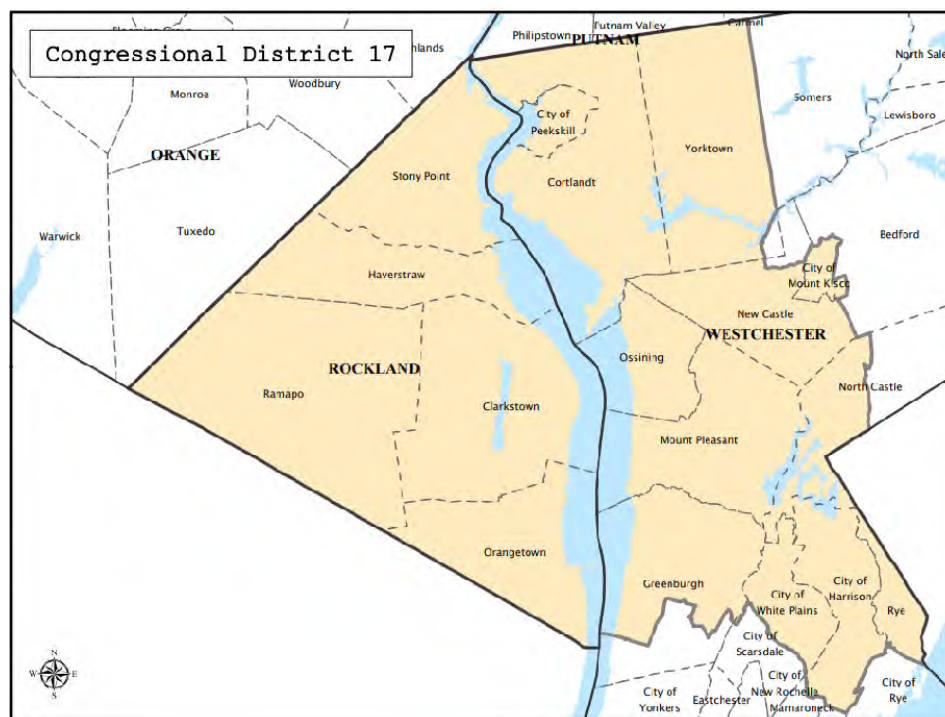 Congressional District 17
Philipstown
Putnam Valley
Carmel
PUTNAM
Woodbury
Monroa
ORANGE
Tuxedo
Warwick
City of
Peekskill
Stony Point
Cortlandt
Yorktown
Somers
Lewisboro
Bedford
Haverstraw
City of
Mount Kisco
New Castle
WESTCHESTER
ROCKLAND
Ossining
Ramapo
Clarkstown
North Castle
Mount Pleasant
Orangetown
Greenburgh
City of
White Plains
City of
Harrison
Rye
City of
Scarsdale
City of
Yonkers
Eastchester
City of
New Rochelle
Mamaroneck
City of
Rye
N
W
E
S